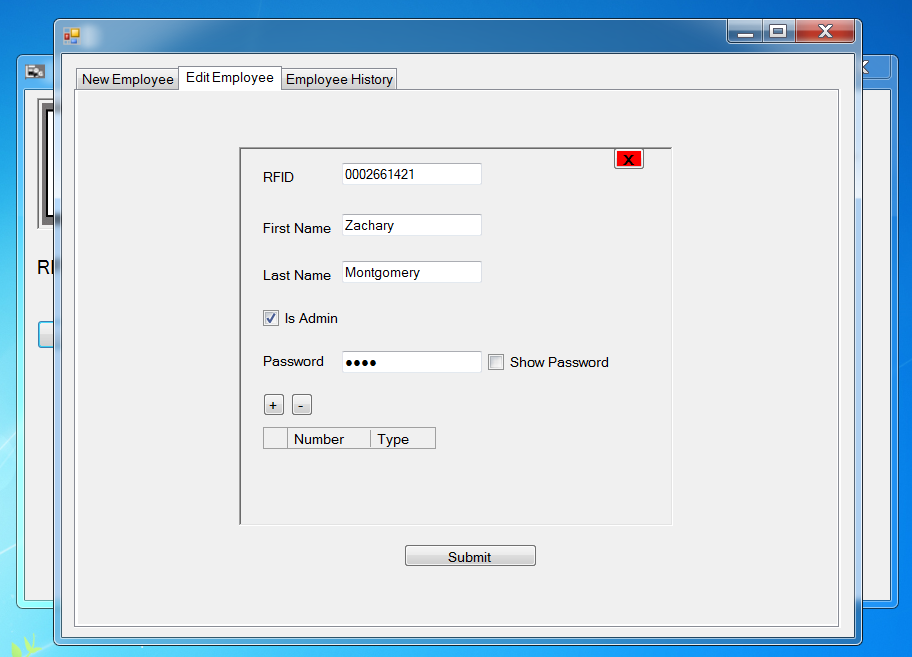 New Employee Edit Employee Employee History
X
RFID 0002661421
First Name Zachary
Last Name Montgomery
Is Admin
Password ●●●● Show Password
+ -
Number Type
Submit